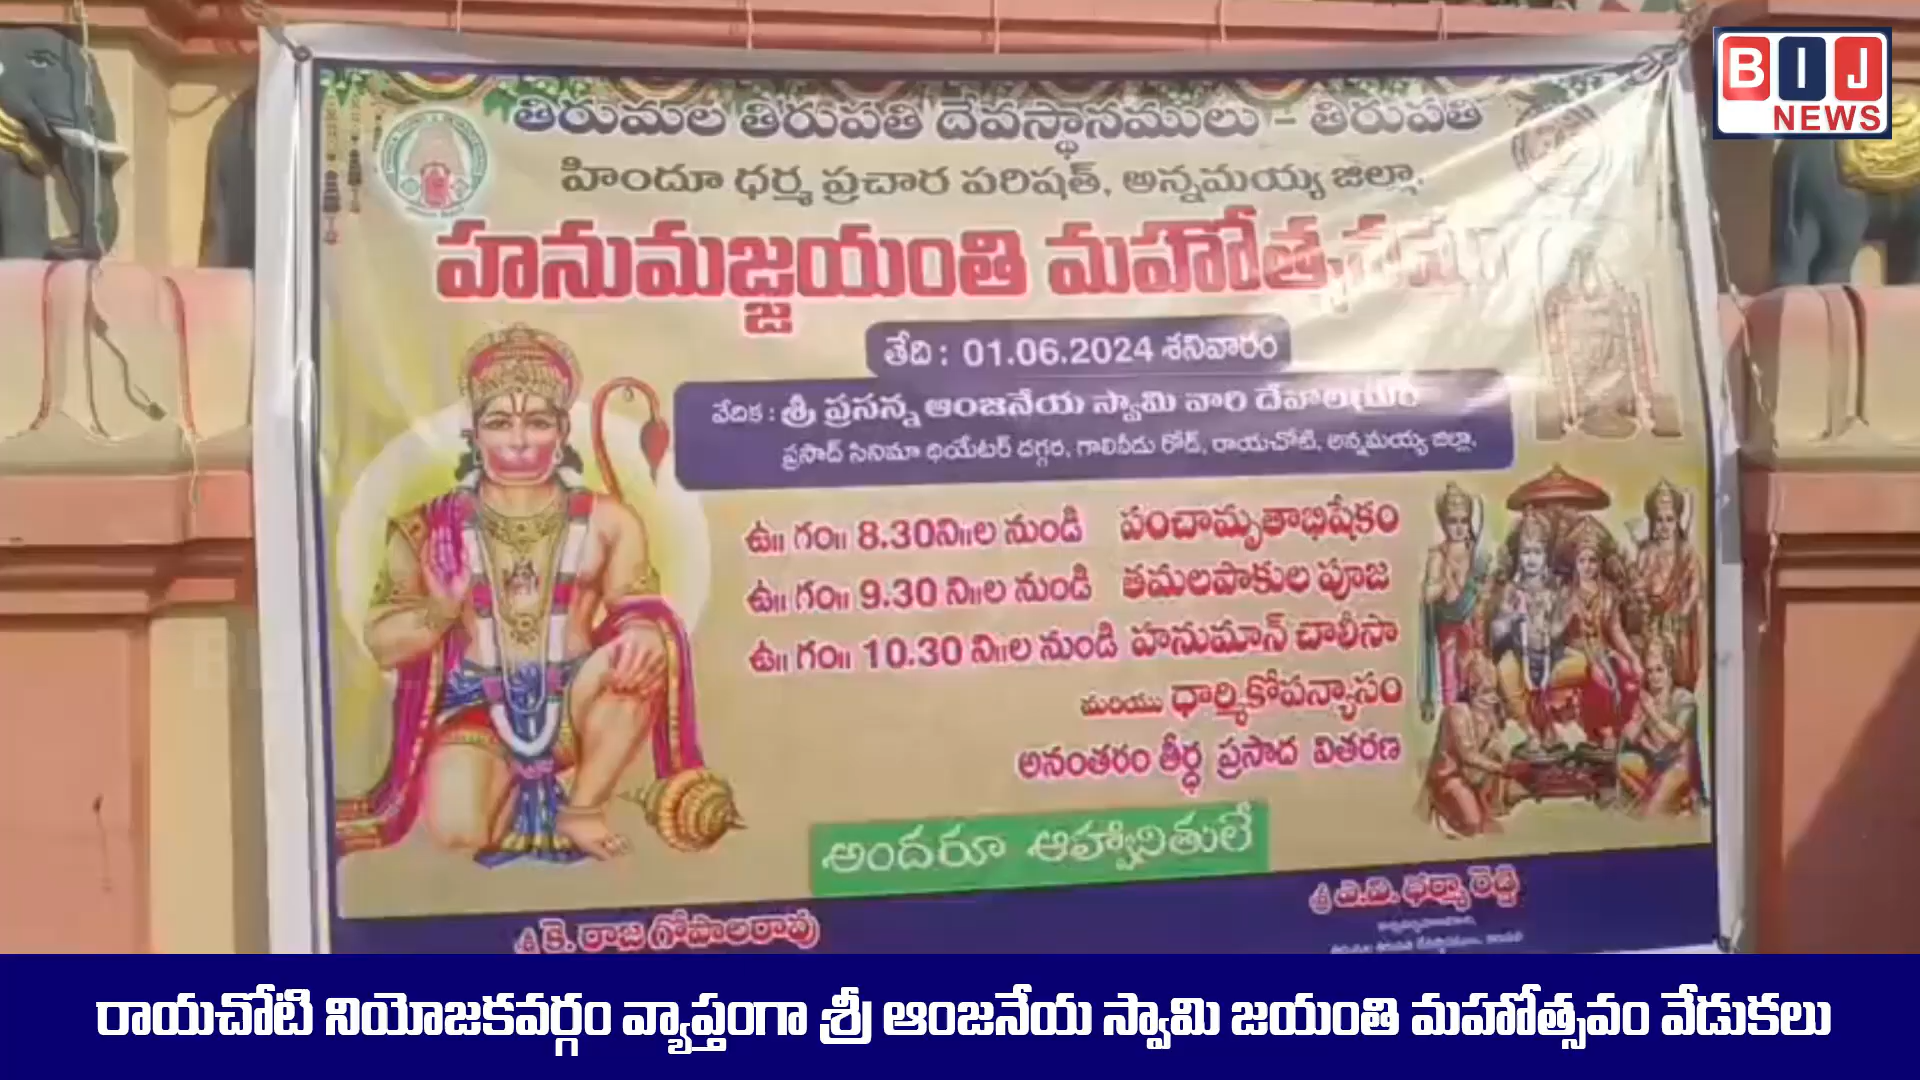 BIJ
NEWS
తిరుమల తిరుపతి దేవస్థానములు - తిరుపతి
హిందూ ధర్మ ప్రచార పరిషత్, అన్నమయ్య జిల్లా.
హనుమజ్జయంతి మహోత్సవము
తేది : 01.06.2024 శనివారం
వేదిక : శ్రీ ప్రసన్న ఆంజనేయ స్వామి వారి దేవాలయం
ప్రసాద్ సినిమా థియేటర్ దగ్గర, గాలివీడు రోడ్, రాయచోటి, అన్నమయ్య జిల్లా.
ఉ॥ గం॥ 8.30ని॥ల నుండి పంచామృతాభిషేకం
ఉ॥ గం॥ 9.30 ని॥ల నుండి తమలపాకుల పూజ
ఉ॥ గం॥ 10.30 ని॥ల నుండి హనుమాన్ చాలీసా
మరియు ధార్మికోపన్యాసం
అనంతరం తీర్థ ప్రసాద వితరణ
అందరూ ఆహ్వానితులే
శ్రీ కె. రాజ గోపాలరావు
శ్రీ ఎ.వి. ధర్మా రెడ్డి
రాయచోటి నియోజకవర్గం వ్యాప్తంగా శ్రీ ఆంజనేయ స్వామి జయంతి మహోత్సవం వేడుకలు